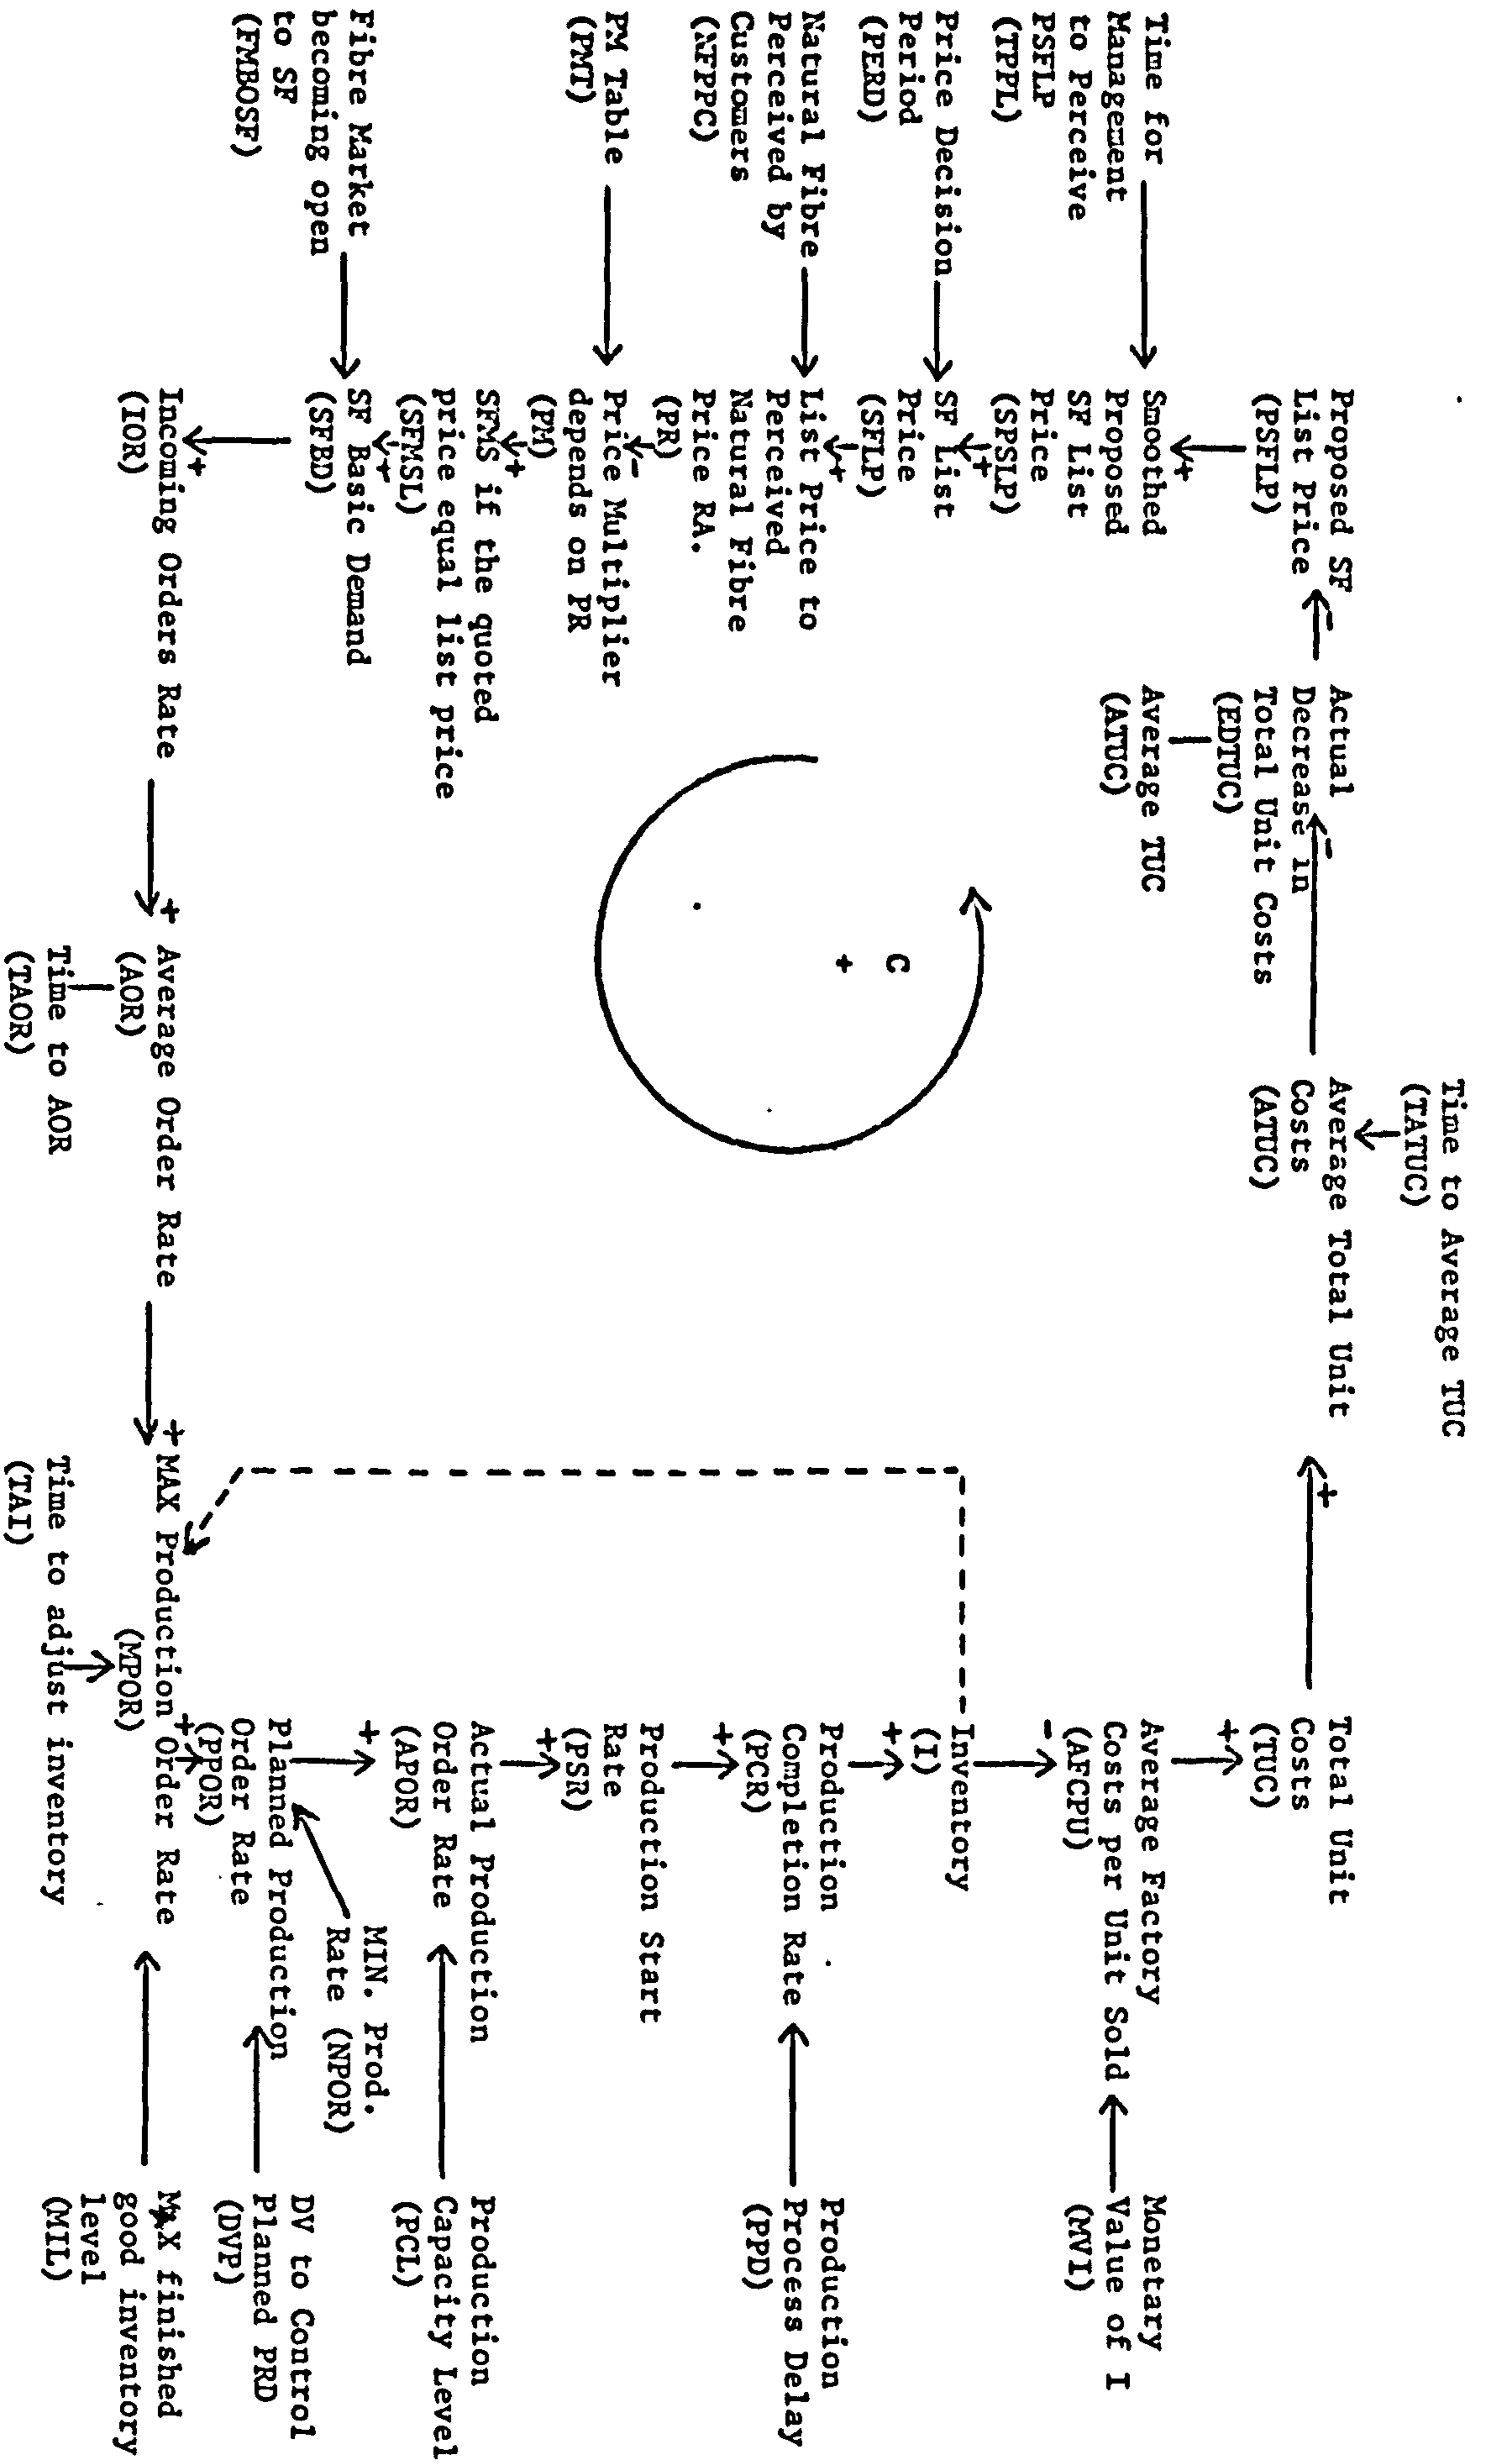 Time to Average TUC
(TATUC)
Proposed SF
List Price
(PSFLP)
-
Actual
Decrease in
Total Unit Costs
(EDTUC)
Average TUC
(ATUC)
-
Average Total Unit
Costs
(ATUC)
+
Total Unit
Costs
(TUC)
+
Time for
Management
to Perceive
PSFLP
(TPPL)
+
Smoothed
Proposed
SF List
Price
(SPSLP)
Average Factory
Costs per Unit Sold
(AFCPU)
Monetary
Value of I
(MVI)
-
Price Decision
Period
(PERD)
+
SF List
Price
(SFLP)
C
+
Inventory
(I)
+
Natural Fibre
Perceived by
Customers
(NFPPC)
+
List Price to
Perceived
Natural Fibre
Price RA.
(PR)
Production
Completion Rate
(PCR)
Production
Process Delay
(PPD)
+
PM Table
(PMT)
-
Price Multiplier
depends on PR
(PM)
Production Start
Rate
(PSR)
+
+
SFMS if the quoted
price equal list price
(SFMSL)
Actual Production
Order Rate
(APOR)
Production
Capacity Level
(PCL)
+
Fibre Market
becoming open
to SF
(FMBOSF)
+
SF Basic Demand
(SFBD)
MIN. Prod.
Rate (NPOR)
Planned Production
Order Rate
(PPOR)
DV to Control
Planned PRD
(DVP)
+
+
Incoming Orders Rate
(IOR)
+
Average Order Rate
(AOR)
+
MAX Production Order Rate
(MPOR)
MAX finished
good inventory
level
(MIL)
Time to AOR
(TAOR)
Time to adjust inventory
(TAI)